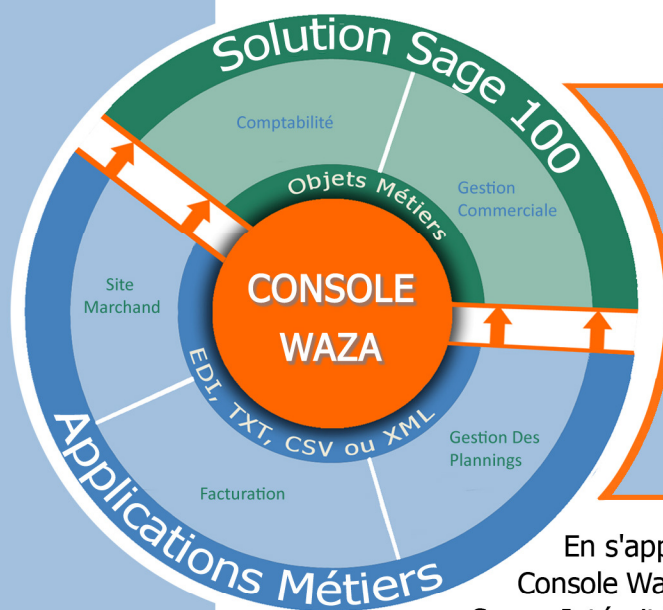 Solution Sage 100
Comptabilité
Objets Métiers
Gestion
Commerciale
CONSOLE
WAZA
Site
Marchand
EDI, TXT, CSV ou XML
Gestion Des
Plannings
Facturation
Applications Métiers
En s'app
Console Wa